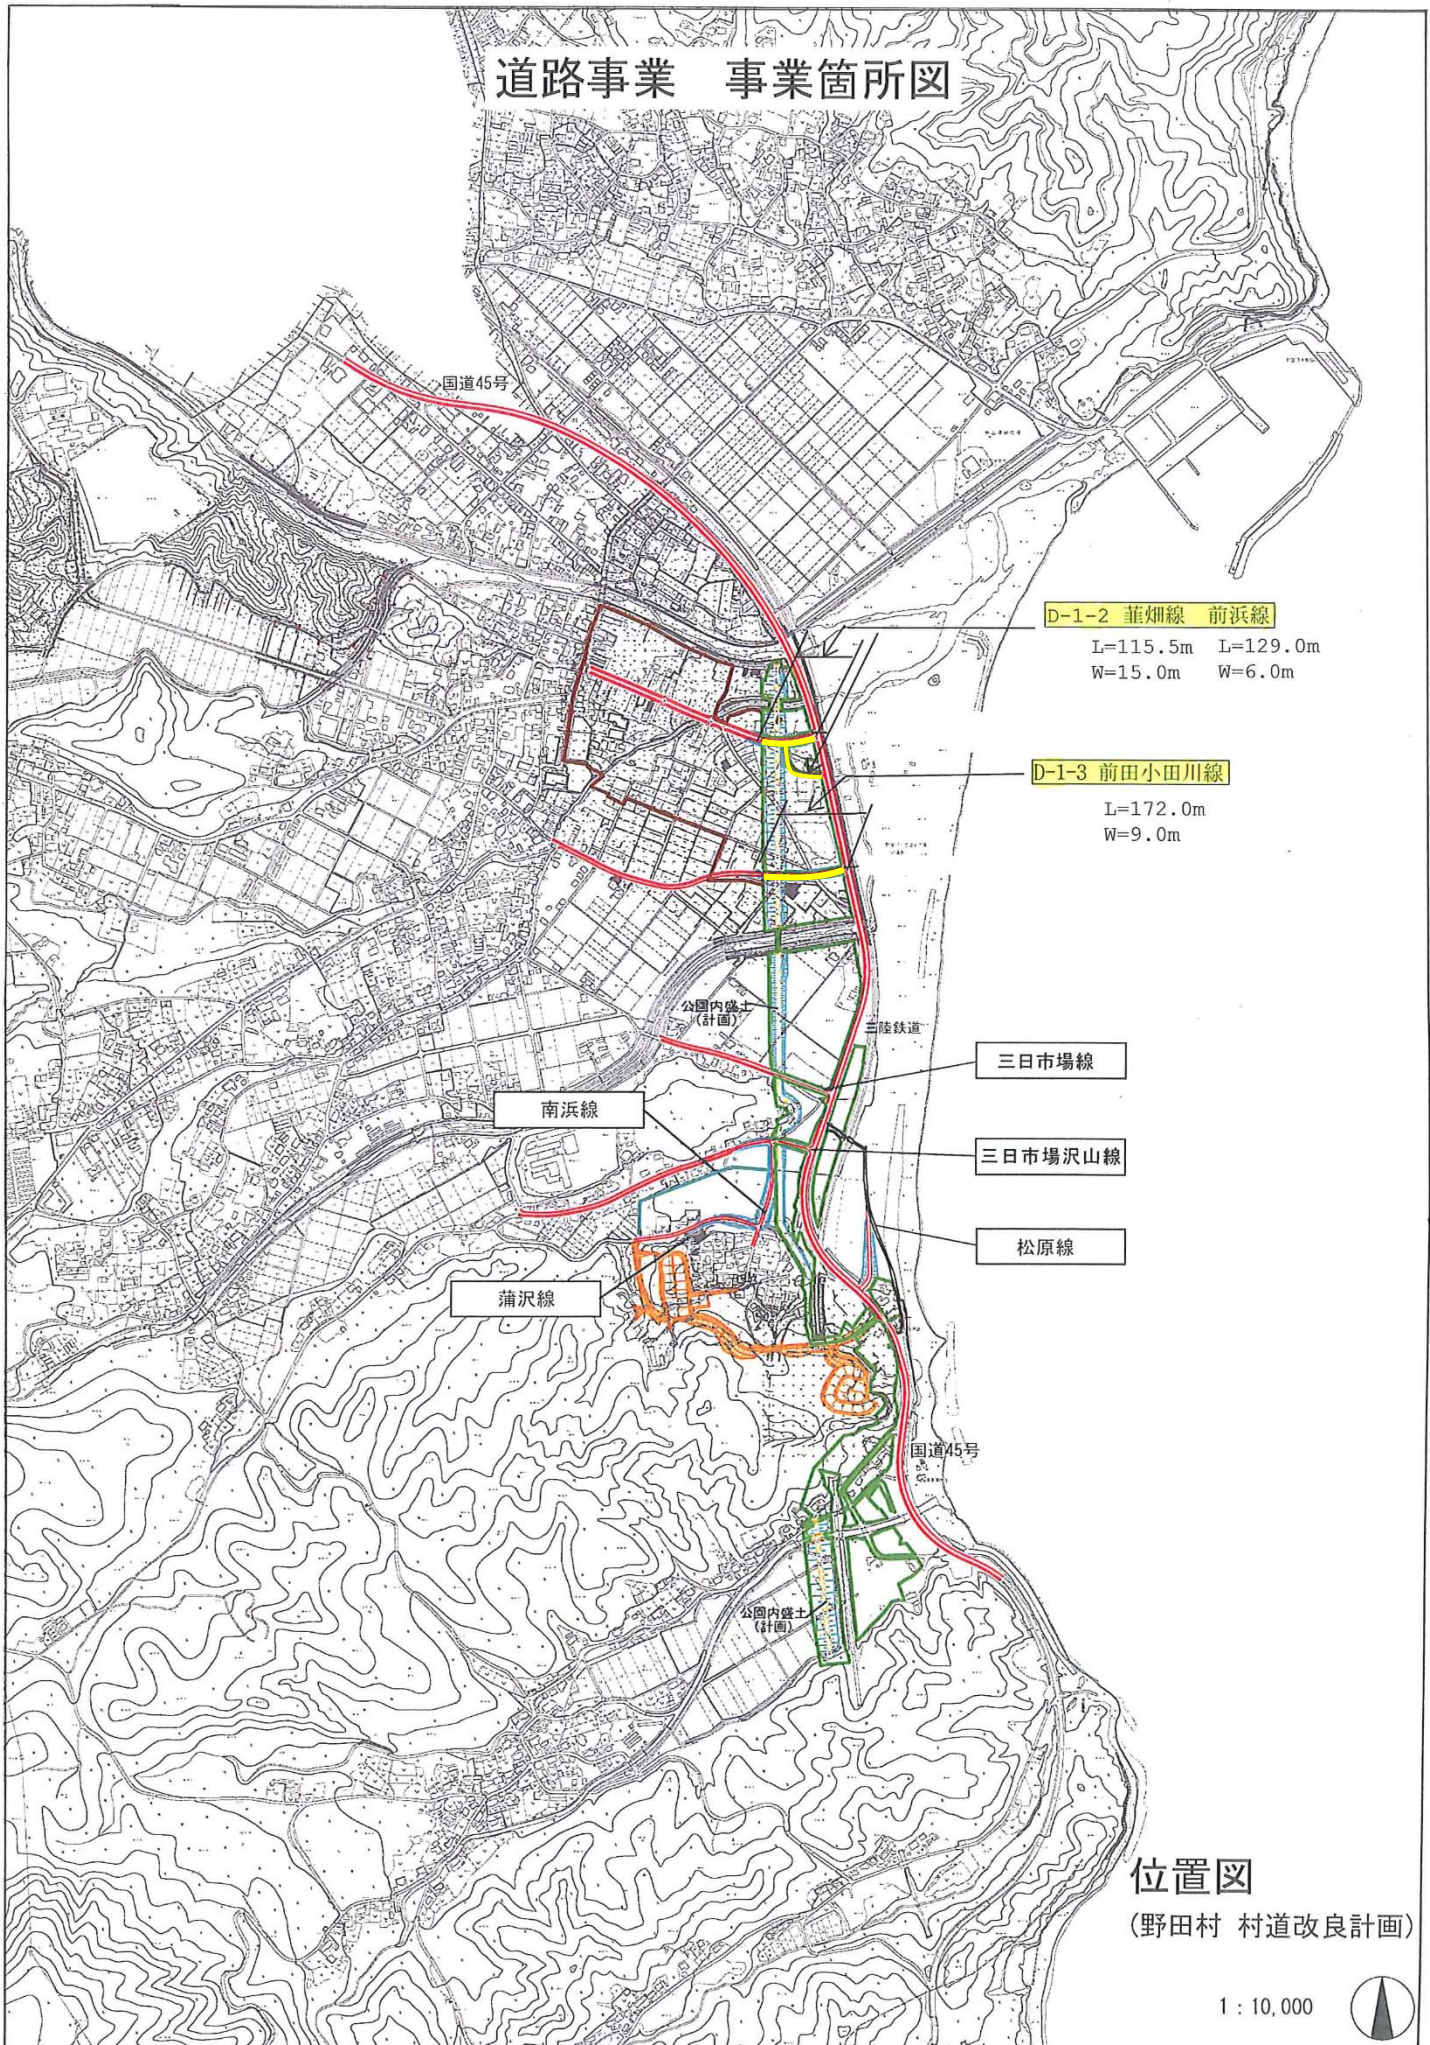 道路事業　事業箇所図
国道45号
D-1-2 韮畑線　前浜線
L=115.5m　L=129.0m
W=15.0m　W=6.0m
D-1-3 前田小田川線
L=172.0m
W=9.0m
公園内盛土
(計画)
三陸鉄道
三日市場線
南浜線
三日市場沢山線
松原線
蒲沢線
国道45号
公園内盛土
(計画)
位置図
(野田村 村道改良計画)
1：10,000